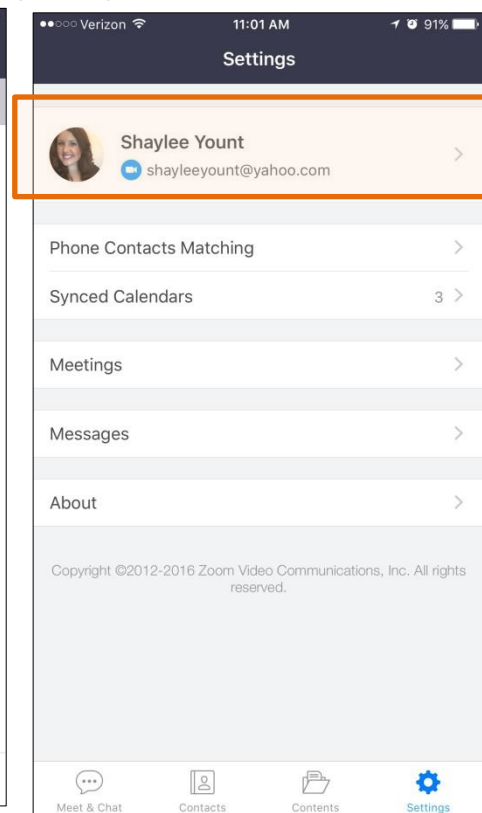 Verizon 11:01 AM 91%
Settings
Shaylee Yount
shayleeyount@yahoo.com
Phone Contacts Matching
Synced Calendars 3
Meetings
Messages
About
Copyright ©2012-2016 Zoom Video Communications, Inc. All rights
reserved.
Meet & Chat Contacts Contents Settings